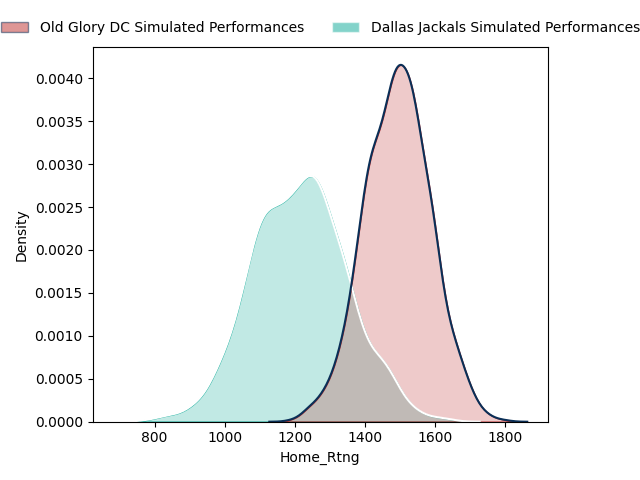 Old Glory DC Simulated Performances
Dallas Jackals Simulated Performances
0.0040
0.0035
0.0030
0.0025
0.0020
0.0015
0.0010
0.0005
0.0000
Density
800 1000 1200 1400 1600 1800
Home_Rtng